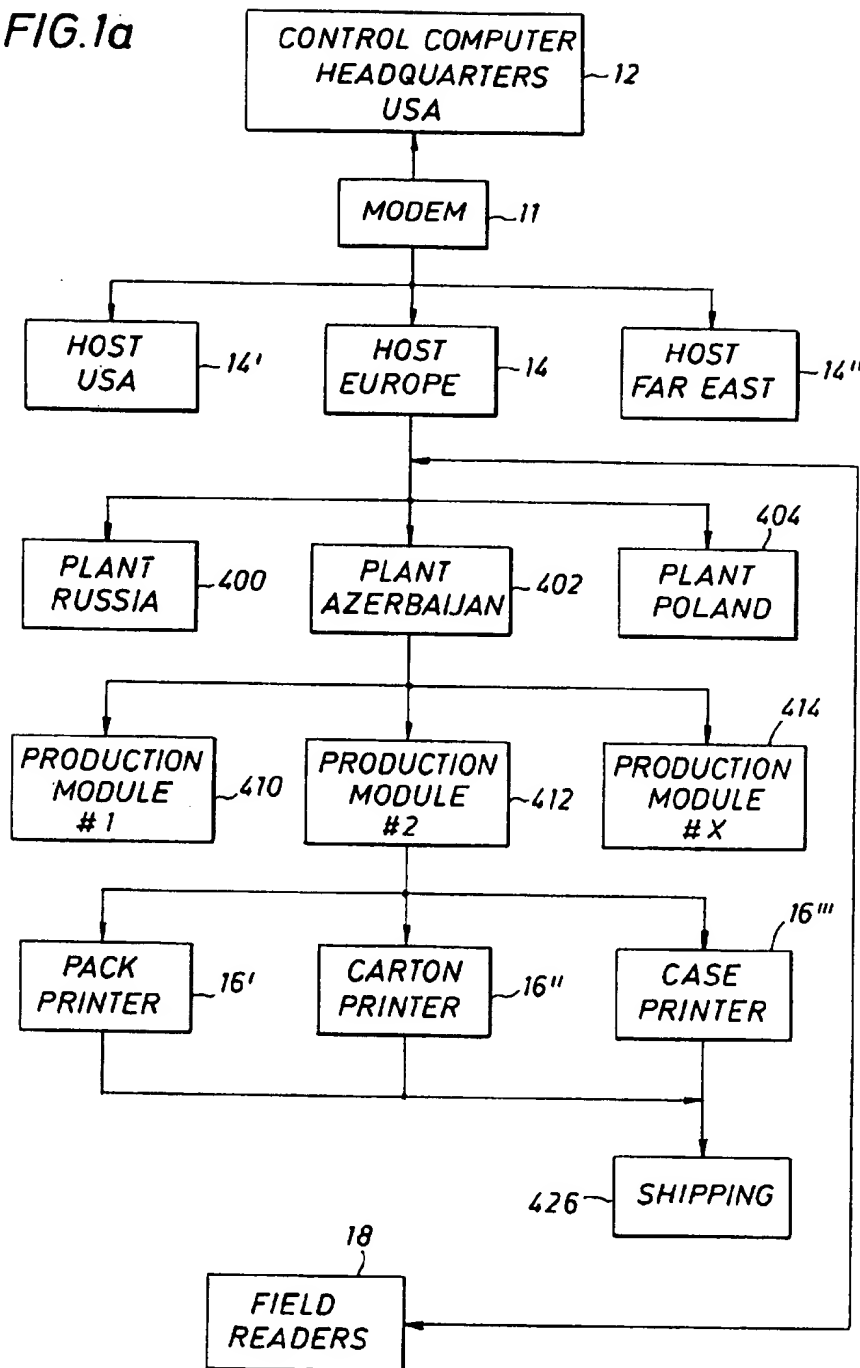 FIG.1a
CONTROL COMPUTER
HEADQUARTERS
USA
12
MODEM
11
HOST
USA
14'
HOST
EUROPE
14
HOST
FAR EAST
14"
PLANT
RUSSIA
400
PLANT
AZERBAIJAN
402
404
PLANT
POLAND
PRODUCTION
MODULE
#1
410
PRODUCTION
MODULE
#2
412
414
PRODUCTION
MODULE
#X
PACK
PRINTER
16'
CARTON
PRINTER
16"
16'''
CASE
PRINTER
426
SHIPPING
18
FIELD
READERS